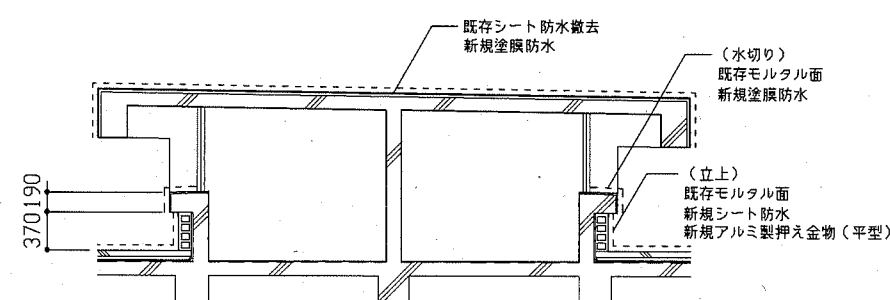 既存シート防水撤去
新規塗膜防水
(水切り)
既存モルタル面
新規塗膜防水
(立上)
既存モルタル面
新規シート防水
新規アルミ製押え金物(平型)
190
370